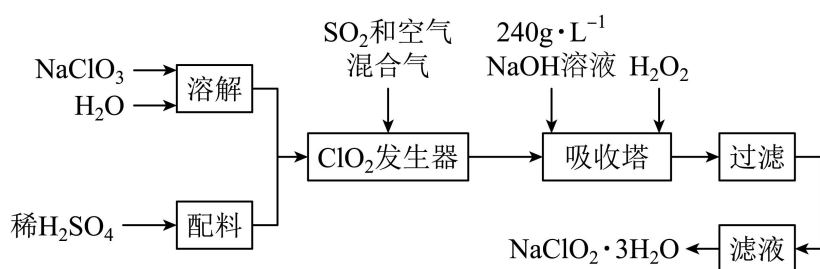 SO₂和空气
混合气
240g·L⁻¹
NaOH溶液 H₂O₂
NaClO₃
H₂O
溶解
ClO₂发生器
吸收塔
过滤
稀H₂SO₄
配料
NaClO₂·3H₂O
滤液